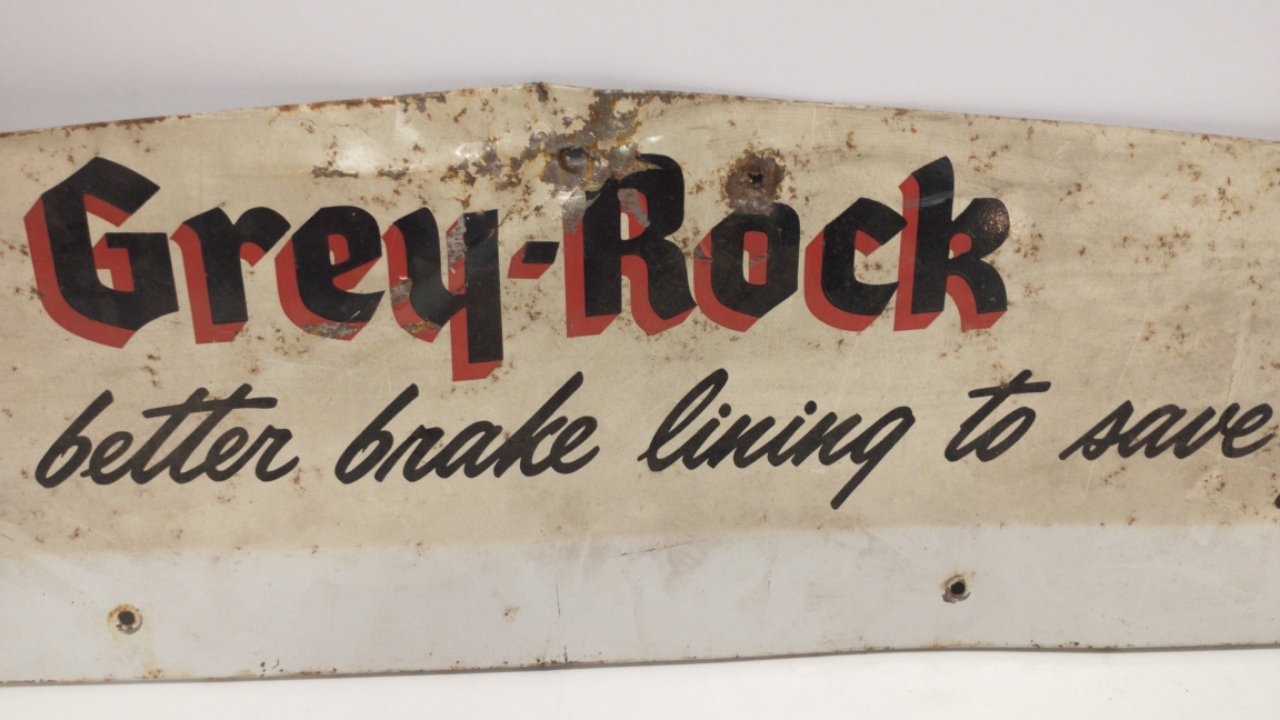 Grey-Rock
better brake lining to save